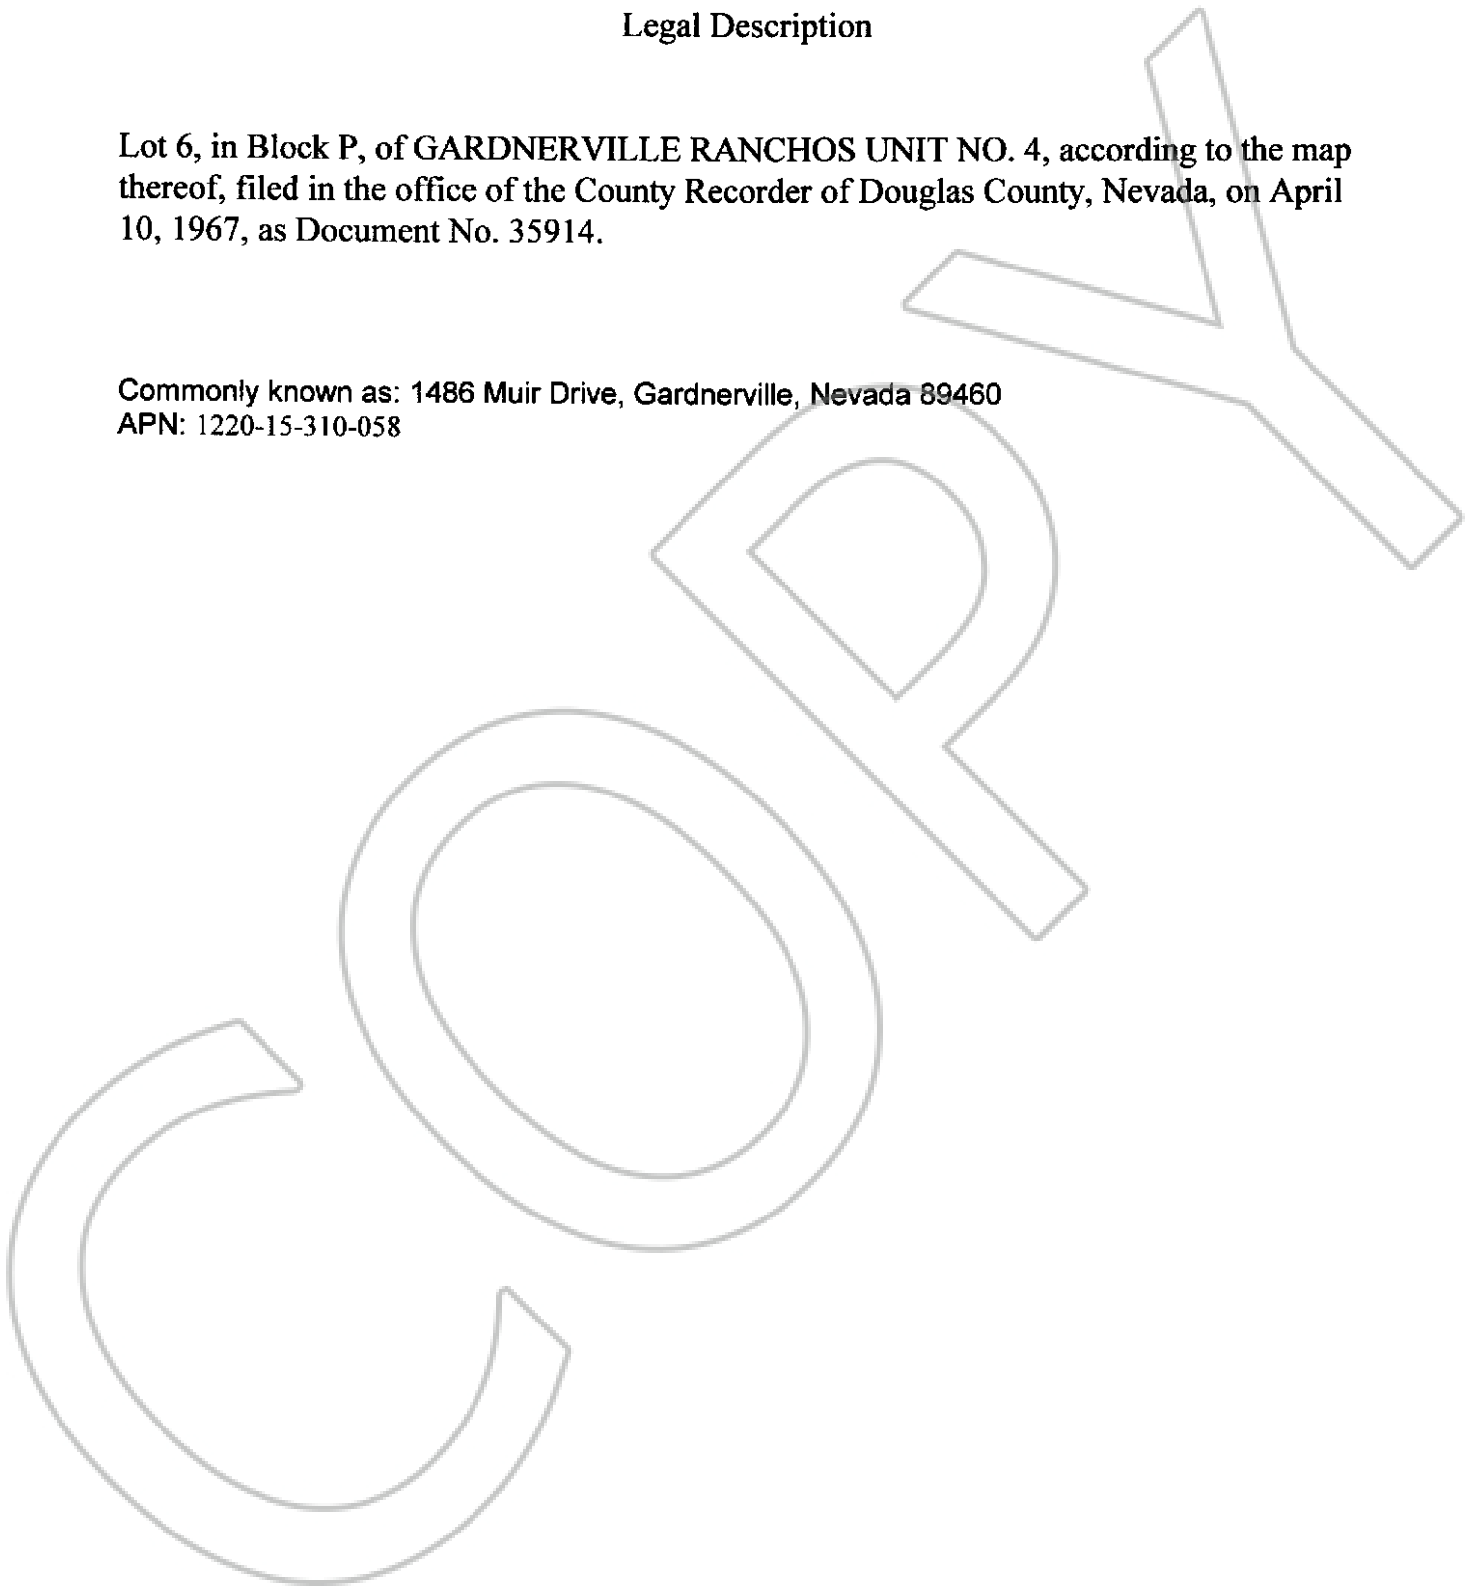 Legal Description
Lot 6, in Block P, of GARDNERVILLE RANCHOS UNIT NO. 4, according to the map
thereof, filed in the office of the County Recorder of Douglas County, Nevada, on April
10, 1967, as Document No. 35914.
Commonly known as: 1486 Muir Drive, Gardnerville, Nevada 89460
APN: 1220-15-310-058
COPY